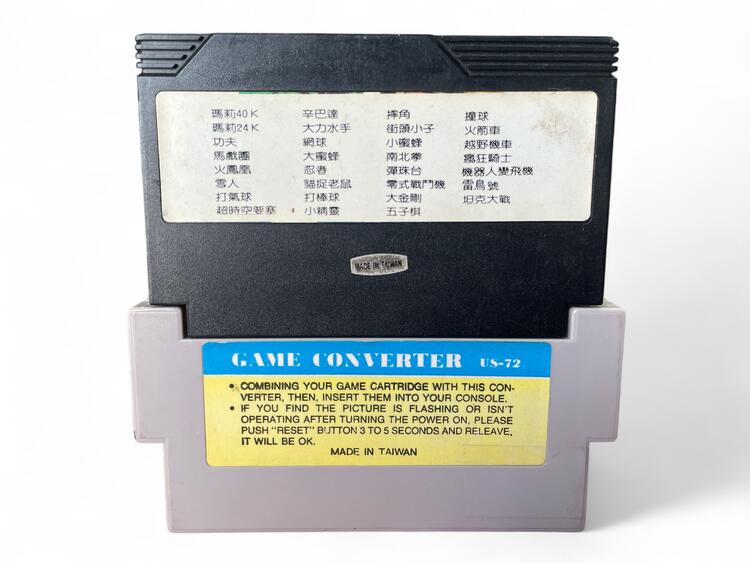 瑪莉40K 辛巴達 摔角 撞球
瑪莉24K 大力水手 街頭小子 火箭車
功夫 網球 小蜜蜂 越野機車
馬戲團 大蜜蜂 南北拳 瘋狂騎士
火鳳凰 忍者 彈珠台 機器人變飛機
雪人 貓捉老鼠 零式戰鬥機 雷鳥號
打氣球 打棒球 大金剛 坦克大戰
超時空要塞 小精靈 五子棋
MADE IN TAIWAN
GAME CONVERTER US-72
• COMBINING YOUR GAME CARTRIDGE WITH THIS CON-
VERTER, THEN, INSERT THEM INTO YOUR CONSOLE.
• IF YOU FIND THE PICTURE IS FLASHING OR ISN'T
OPERATING AFTER TURNING THE POWER ON, PLEASE
PUSH "RESET" BUTTON 3 TO 5 SECONDS AND RELEAVE,
IT WILL BE OK.
MADE IN TAIWAN